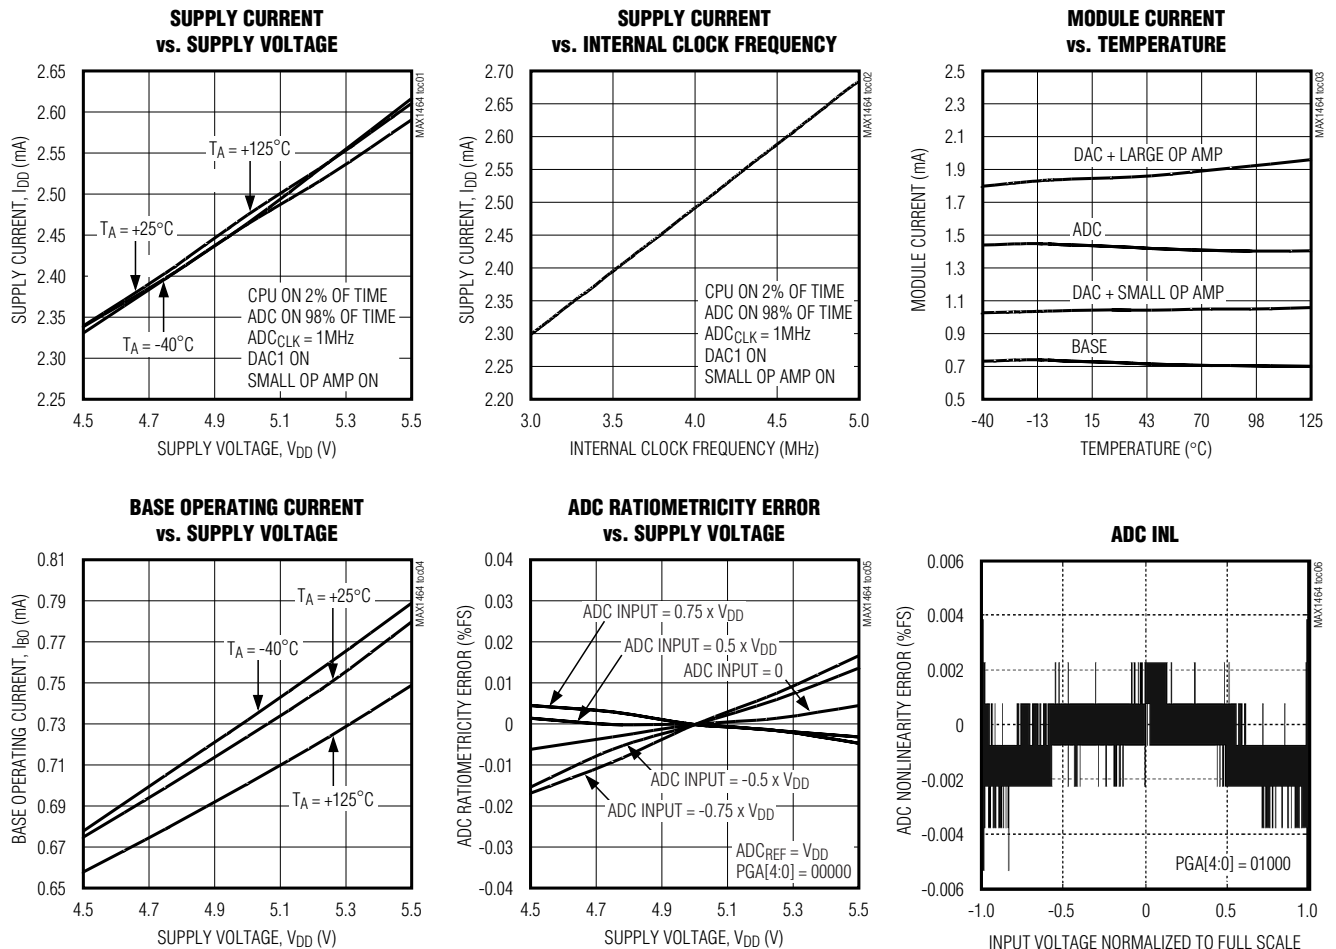 SUPPLY CURRENT
vs. SUPPLY VOLTAGE
2.65
2.60
2.55
2.50
2.45
2.40
2.35
2.30
2.25
SUPPLY CURRENT, IDD (mA)
MAX1464 toc01
TA = +125°C
TA = +25°C
TA = -40°C
CPU ON 2% OF TIME
ADC ON 98% OF TIME
ADCCLK = 1MHz
DAC1 ON
SMALL OP AMP ON
4.5 4.7 4.9 5.1 5.3 5.5
SUPPLY VOLTAGE, VDD (V)
SUPPLY CURRENT
vs. INTERNAL CLOCK FREQUENCY
2.70
2.65
2.60
2.55
2.50
2.45
2.40
2.35
2.30
2.25
2.20
SUPPLY CURRENT, IDD (mA)
MAX1464 toc02
CPU ON 2% OF TIME
ADC ON 98% OF TIME
ADCCLK = 1MHz
DAC1 ON
SMALL OP AMP ON
3.0 3.5 4.0 4.5 5.0
INTERNAL CLOCK FREQUENCY (MHz)
MODULE CURRENT
vs. TEMPERATURE
2.5
2.3
2.1
1.9
1.7
1.5
1.3
1.1
0.9
0.7
0.5
MODULE CURRENT (mA)
MAX1464 toc03
DAC + LARGE OP AMP
ADC
DAC + SMALL OP AMP
BASE
-40 -13 15 43 70 98 125
TEMPERATURE (°C)
BASE OPERATING CURRENT
vs. SUPPLY VOLTAGE
0.81
0.79
0.77
0.75
0.73
0.71
0.69
0.67
0.65
BASE OPERATING CURRENT, IBO (mA)
MAX1464 toc04
TA = +25°C
TA = -40°C
TA = +125°C
4.5 4.7 4.9 5.1 5.3 5.5
SUPPLY VOLTAGE, VDD (V)
ADC RATIOMETRICITY ERROR
vs. SUPPLY VOLTAGE
0.04
0.03
0.02
0.01
0
-0.01
-0.02
-0.03
-0.04
ADC RATIOMETRICITY ERROR (%FS)
MAX1464 toc05
ADC INPUT = 0.75 x VDD
ADC INPUT = 0.5 x VDD
ADC INPUT = 0
ADC INPUT = -0.5 x VDD
ADC INPUT = -0.75 x VDD
ADCREF = VDD
PGA[4:0] = 00000
4.5 4.7 4.9 5.1 5.3 5.5
SUPPLY VOLTAGE, VDD (V)
ADC INL
0.006
0.004
0.002
0
-0.002
-0.004
-0.006
ADC NONLINEARITY ERROR (%FS)
MAX1464 toc06
PGA[4:0] = 01000
-1.0 -0.5 0 0.5 1.0
INPUT VOLTAGE NORMALIZED TO FULL SCALE